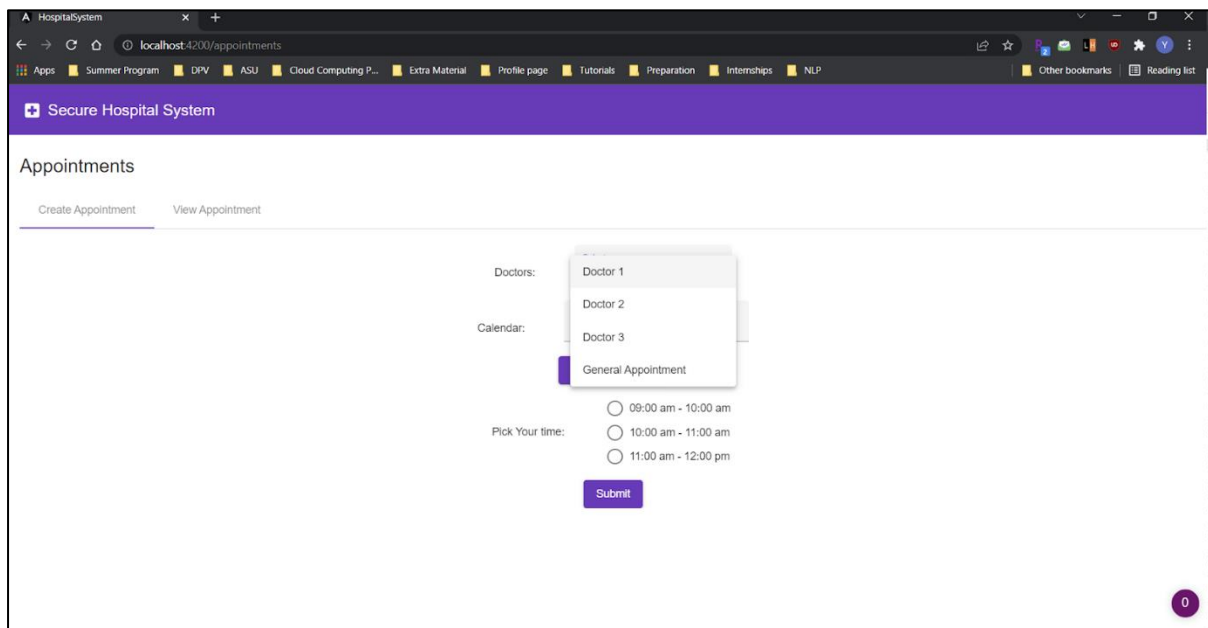 HospitalSystem
localhost:4200/appointments
Y
Apps Summer Program DPV ASU Cloud Computing P... Extra Material Profile page Tutorials Preparation Internships NLP Other bookmarks Reading list
Secure Hospital System
Appointments
Create Appointment View Appointment
Doctors:
Doctor 1
Doctor 2
Doctor 3
General Appointment
Calendar:
Pick Your time:
09:00 am - 10:00 am
10:00 am - 11:00 am
11:00 am - 12:00 pm
Submit
0